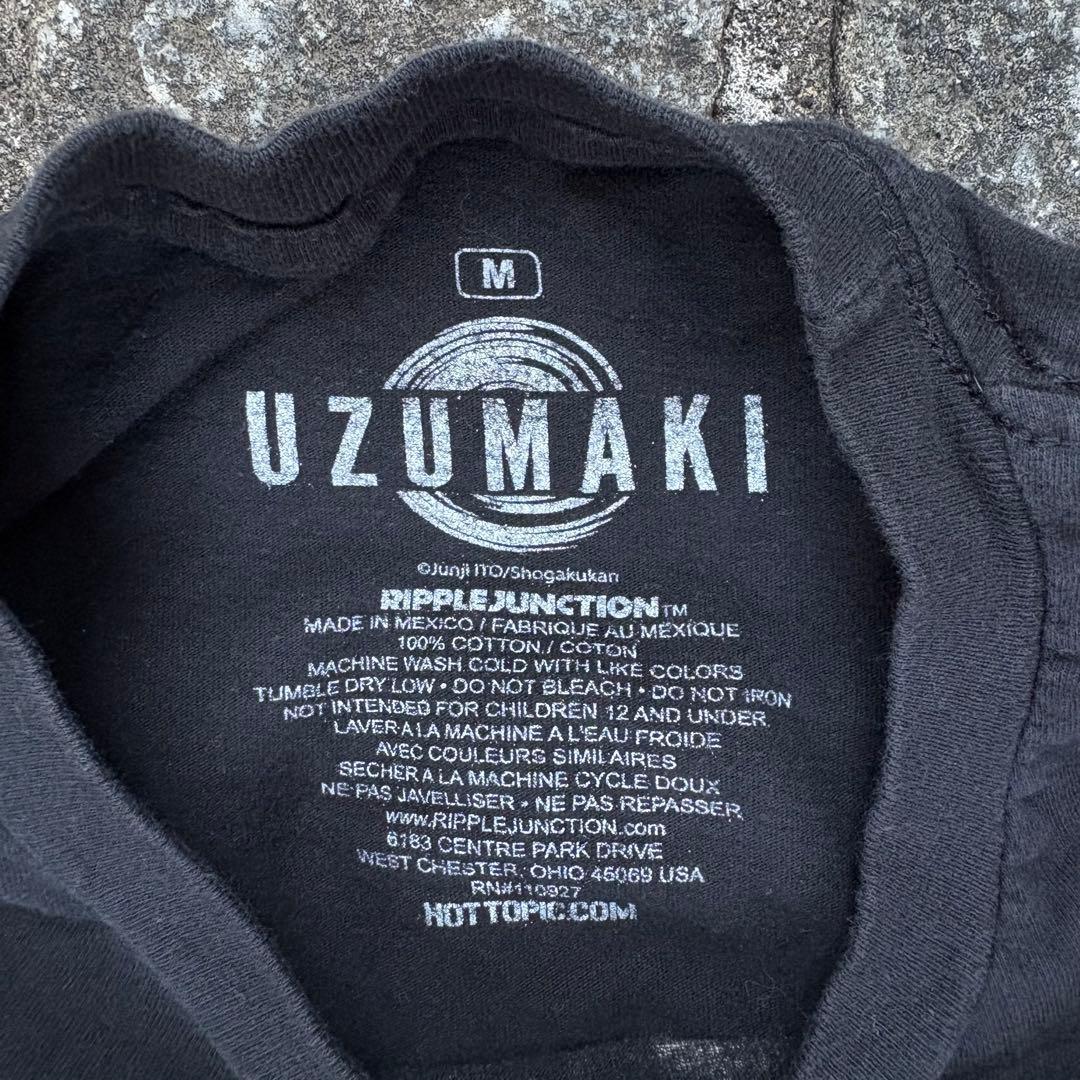 M
UZUMAKI
©Junji ITO/Shogakukan
RIPPLEJUNCTION™
MADE IN MEXICO / FABRIQUE AU MEXIQUE
100% COTTON / COTON
MACHINE WASH COLD WITH LIKE COLORS
TUMBLE DRY LOW • DO NOT BLEACH • DO NOT IRON
NOT INTENDED FOR CHILDREN 12 AND UNDER
LAVER A LA MACHINE A L'EAU FROIDE
AVEC COULEURS SIMILAIRES
SECHER A LA MACHINE CYCLE DOUX
NE PAS JAVELLISER • NE PAS REPASSER
www.RIPPLEJUNCTION.com
6183 CENTRE PARK DRIVE
WEST CHESTER, OHIO 45069 USA
RN#110927
HOTTOPIC.COM